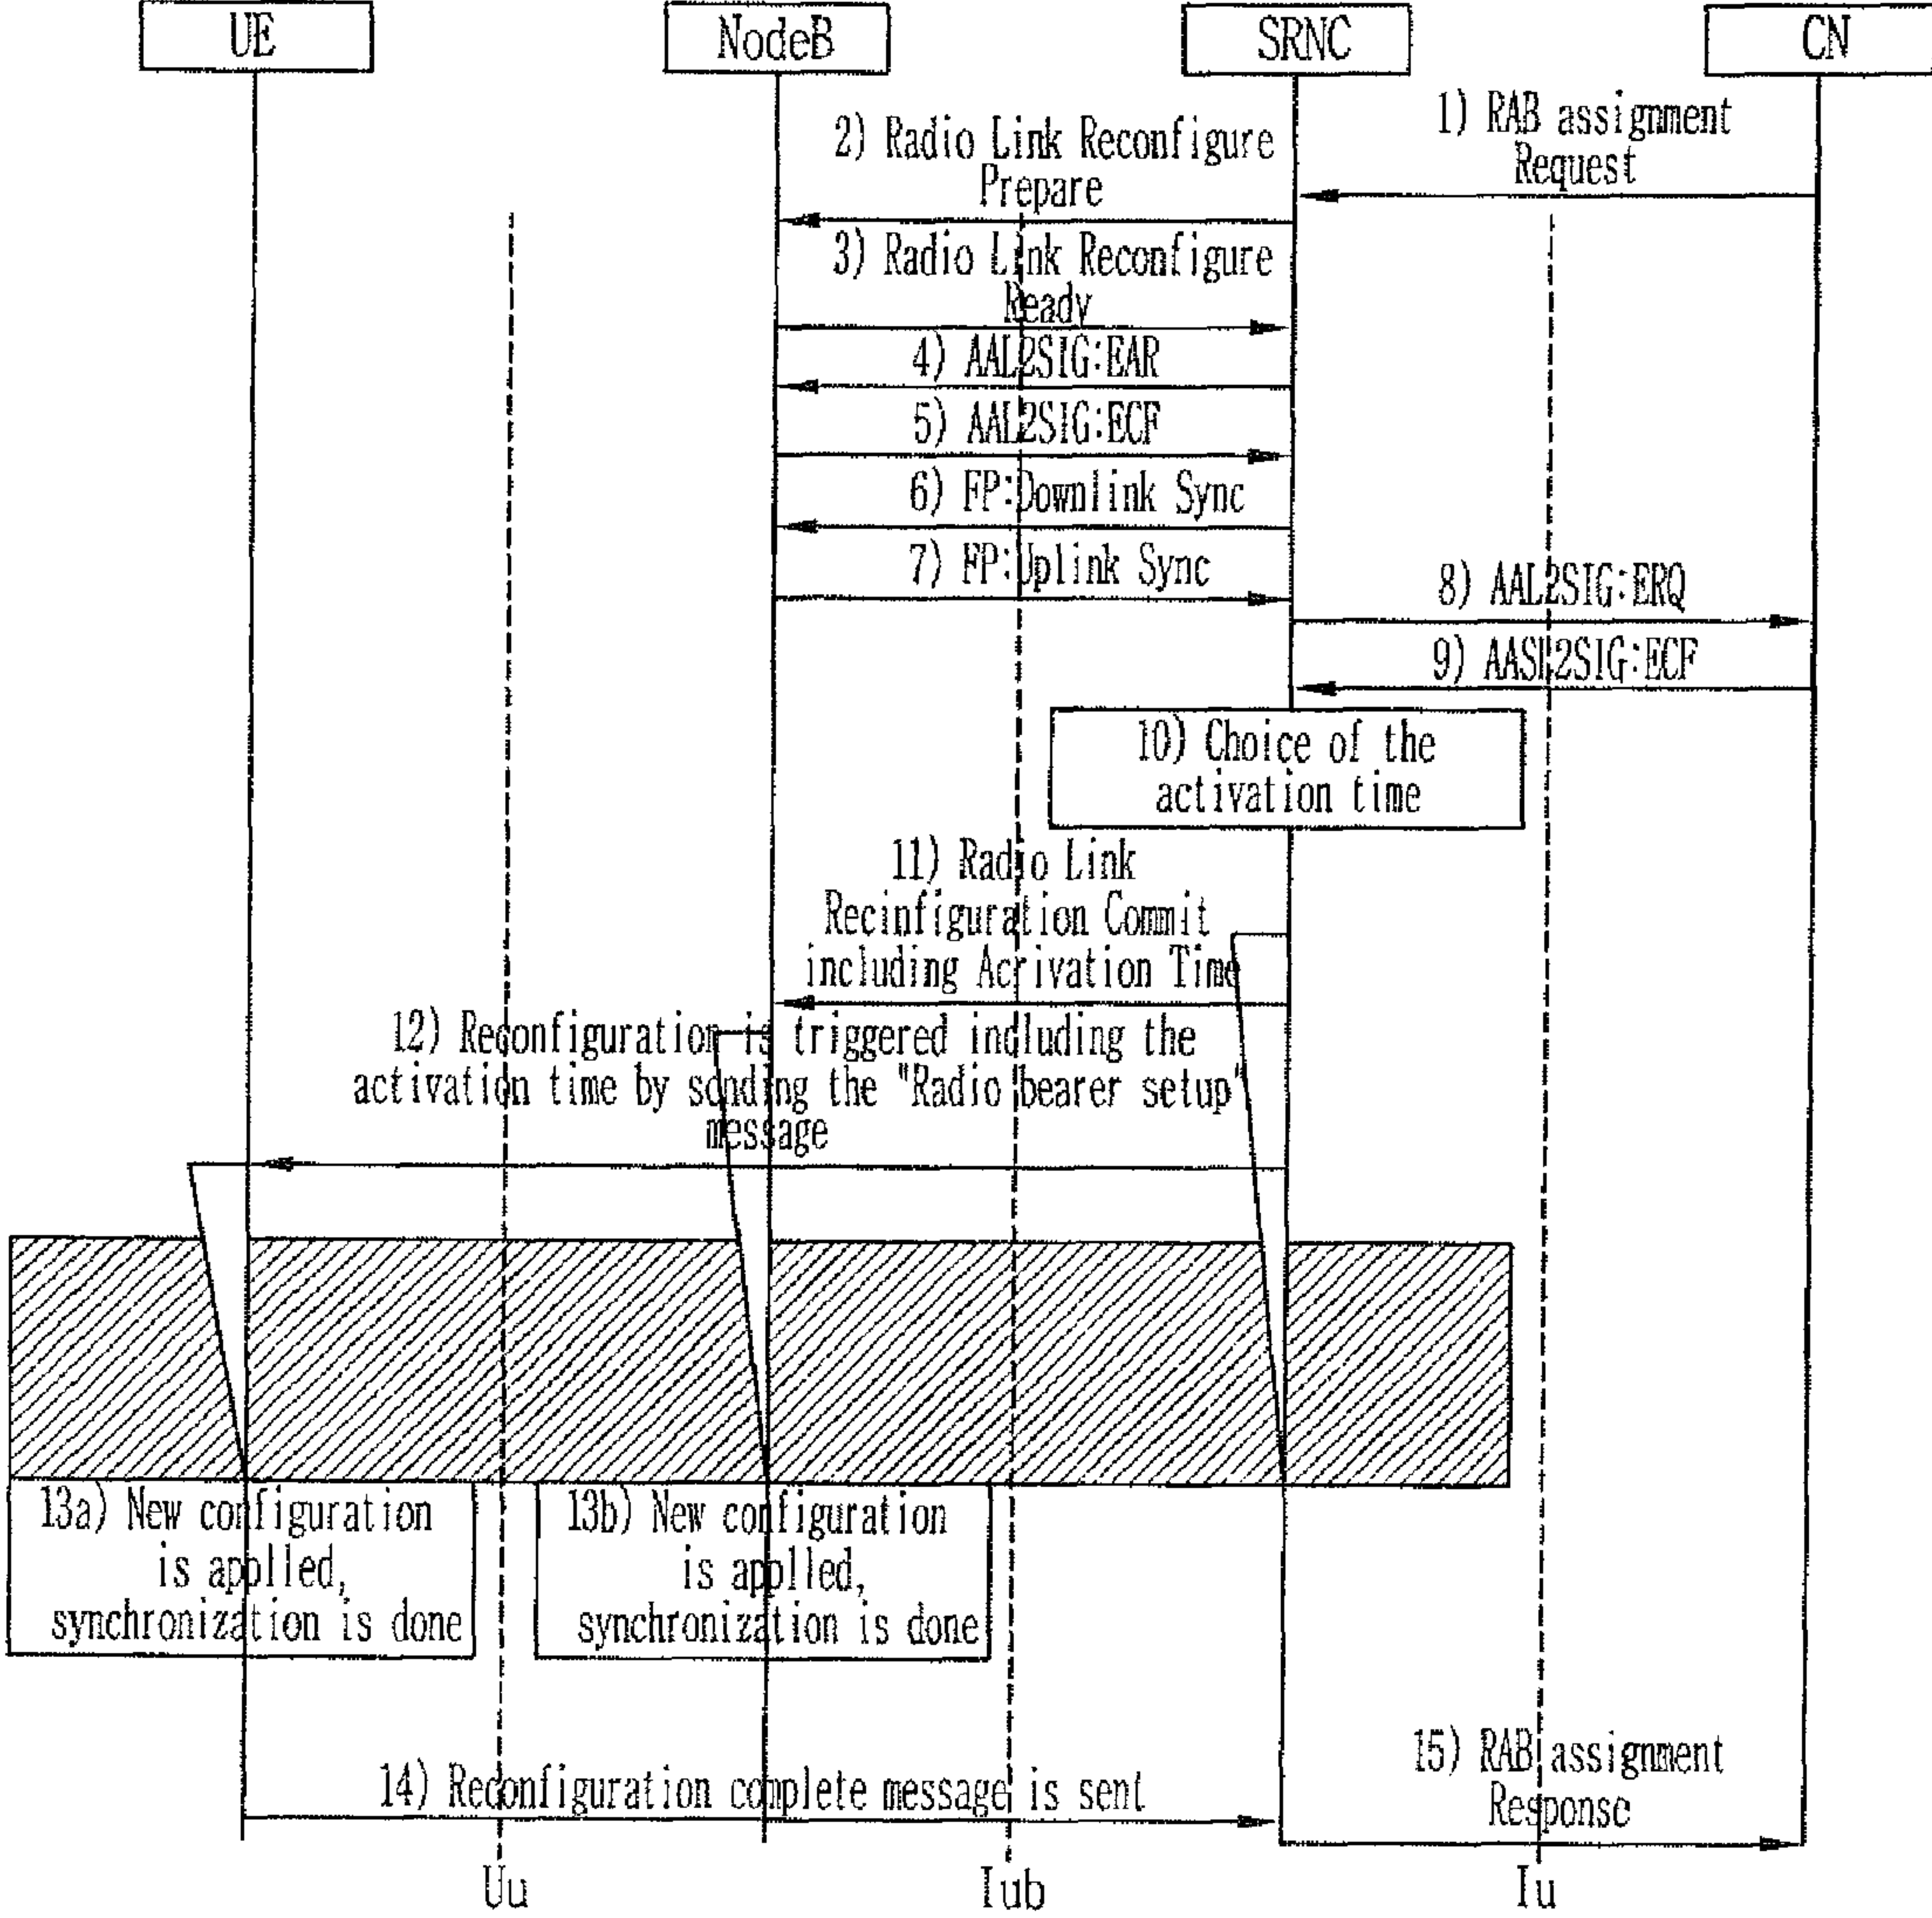 UE
NodeB
SRNC
CN
1) RAB assignment
Request
2) Radio Link Reconfigure
Prepare
3) Radio Link Reconfigure
Ready
4) AAL2SIG:EAR
5) AAL2SIG:ECF
6) FP:Downlink Sync
7) FP:Uplink Sync
8) AAL2SIG:ERQ
9) AASL2SIG:ECF
10) Choice of the
activation time
11) Radio Link
Recinfiguration Commit
including Acrivation Time
12) Reconfiguration is triggered including the
activation time by sending the "Radio bearer setup"
message
13a) New configuration
is applled,
synchronization is done
13b) New configuration
is applled,
synchronization is done
14) Reconfiguration complete message is sent
15) RAB assignment
Response
Uu
Iub
Iu